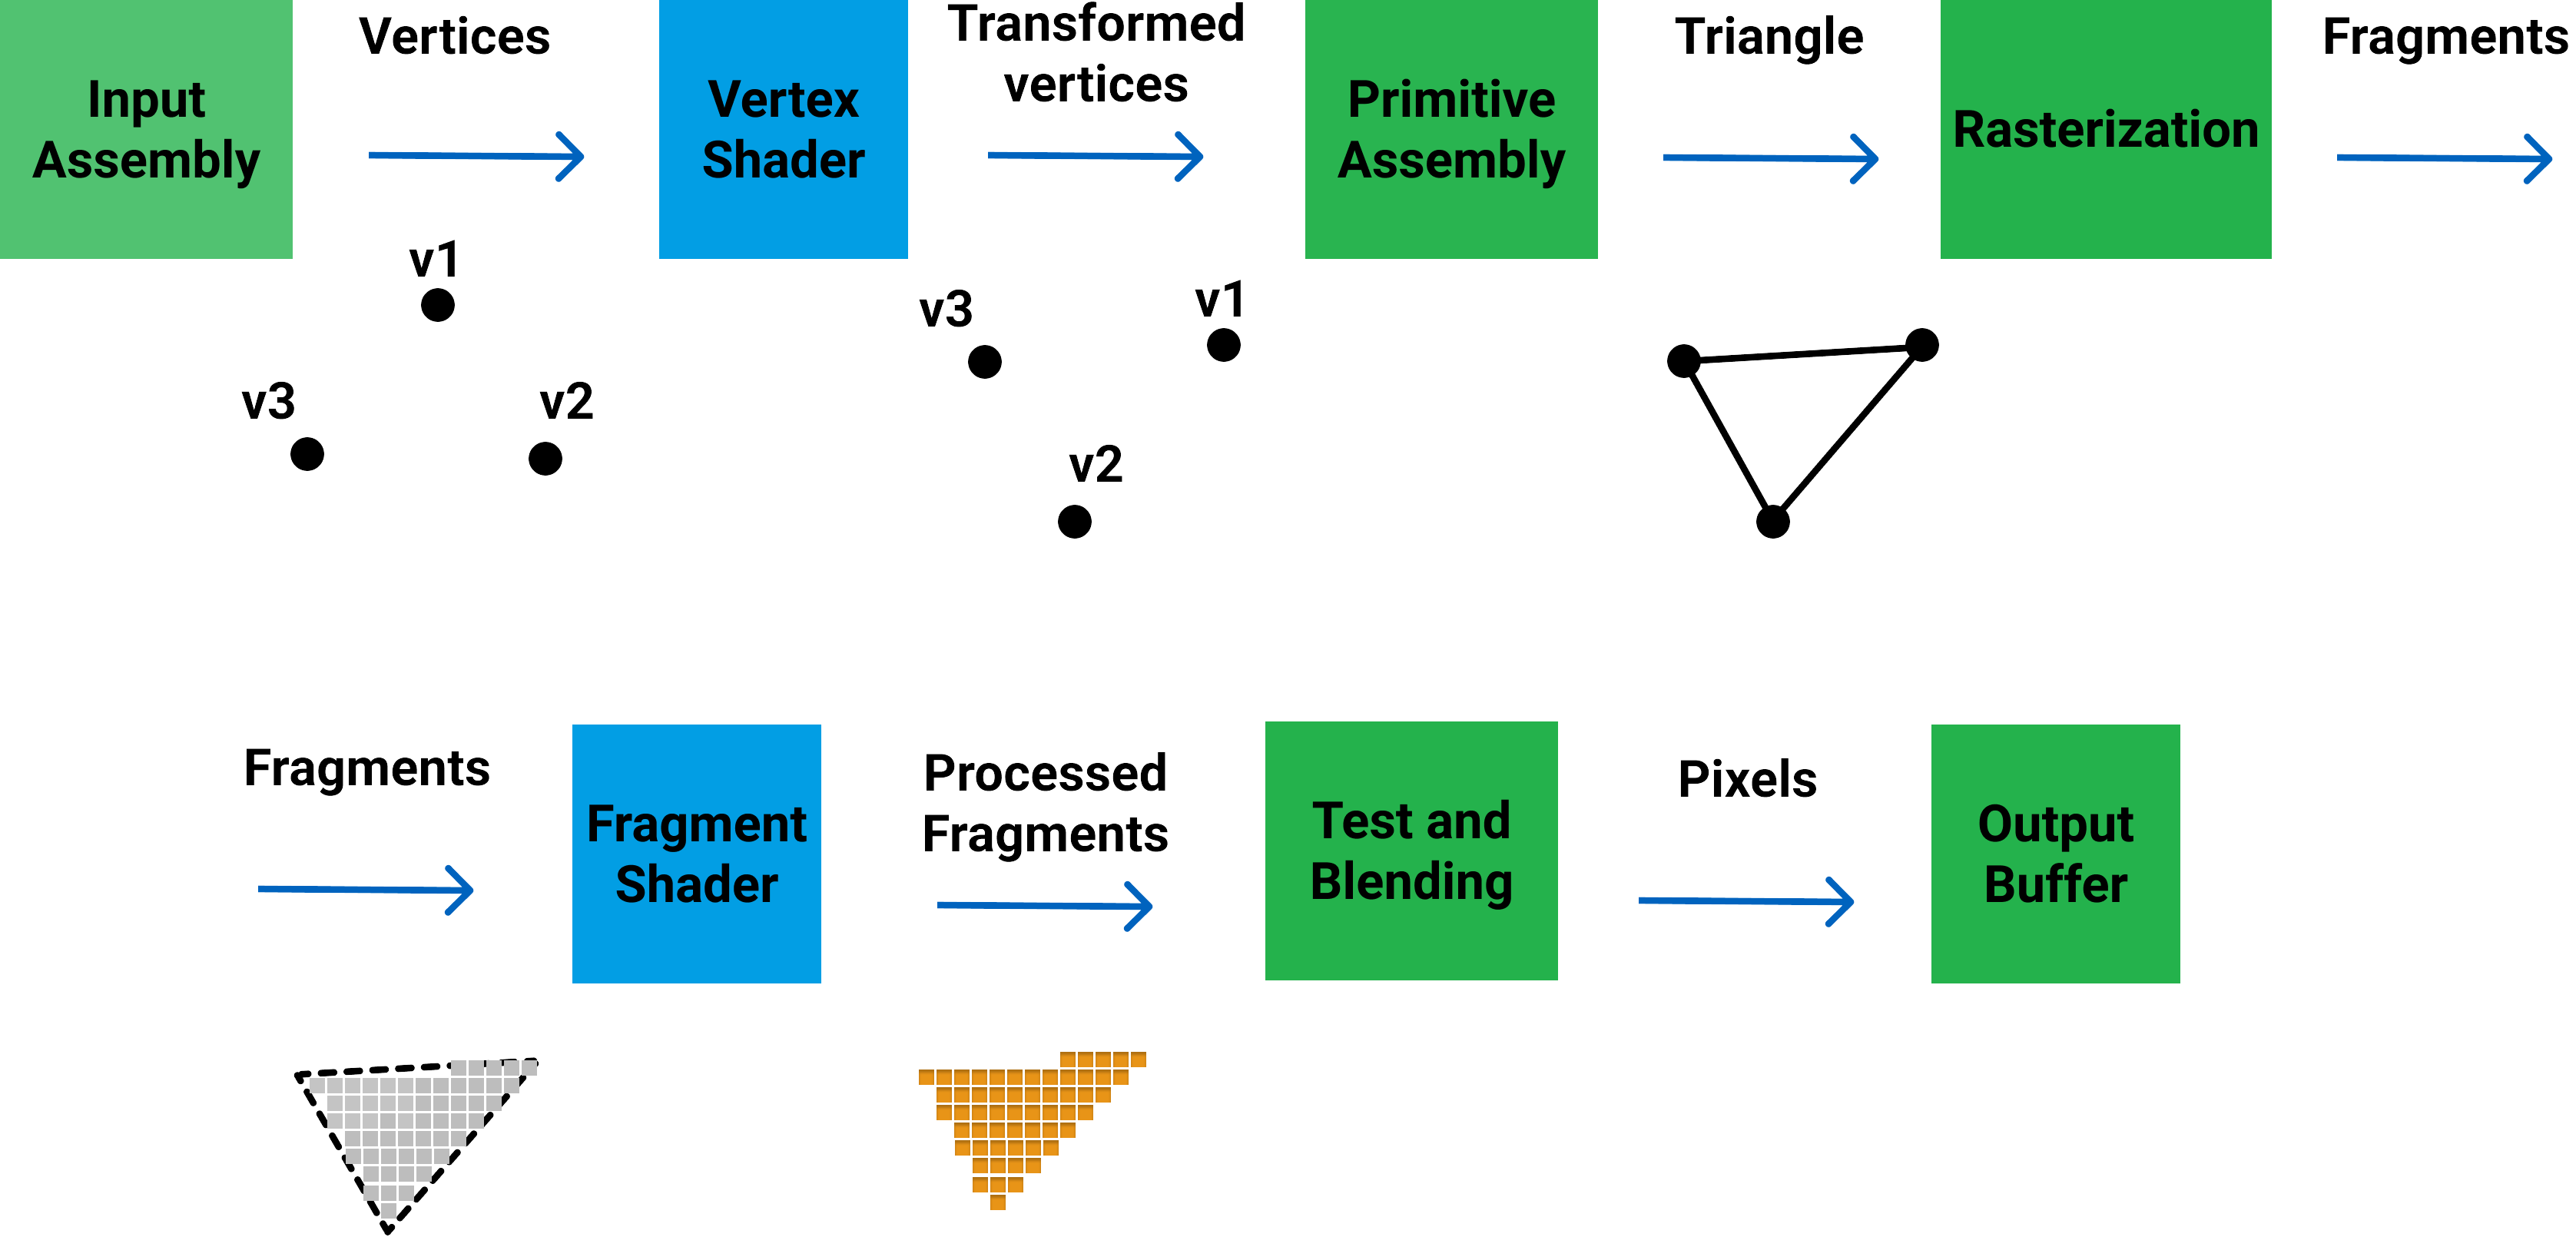 Input
Assembly
Vertices
Vertex
Shader
Transformed
vertices
Primitive
Assembly
Triangle
Rasterization
Fragments
v1
v3
v2
v3
v1
v2
Fragments
Fragment
Shader
Processed
Fragments
Test and
Blending
Pixels
Output
Buffer